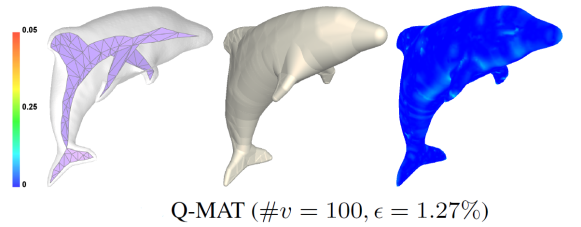 0.05
0.25
0
Q-MAT (#v = 100, ϵ = 1.27%)